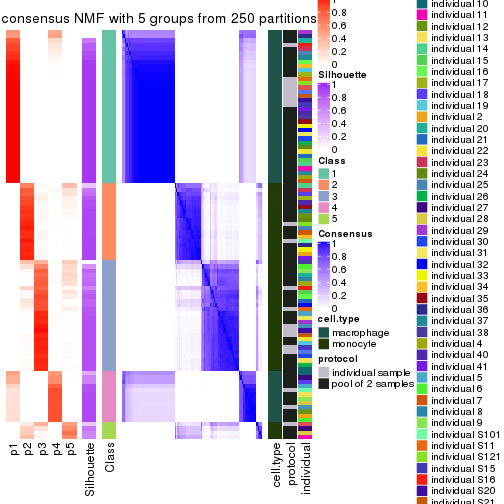 consensus NMF with 5 groups from 250 partitions
0.8
0.6
0.4
0.2
0
Silhouette
1
0.8
0.6
0.4
0.2
0
Class
1
2
3
4
5
Consensus
1
0.8
0.6
0.4
0.2
0
cell.type
macrophage
monocyte
protocol
individual sample
pool of 2 samples
individual 10
individual 11
individual 12
individual 13
individual 14
individual 15
individual 16
individual 17
individual 18
individual 19
individual 2
individual 20
individual 21
individual 22
individual 23
individual 24
individual 25
individual 26
individual 27
individual 28
individual 29
individual 30
individual 31
individual 32
individual 33
individual 34
individual 35
individual 36
individual 37
individual 38
individual 4
individual 40
individual 41
individual 5
individual 6
individual 7
individual 8
individual 9
individual S101
individual S11
individual S121
individual S15
individual S16
individual S20
individual S21
p1
p2
p3
p4
p5
Silhouette
Class
cell.type
protocol
individual